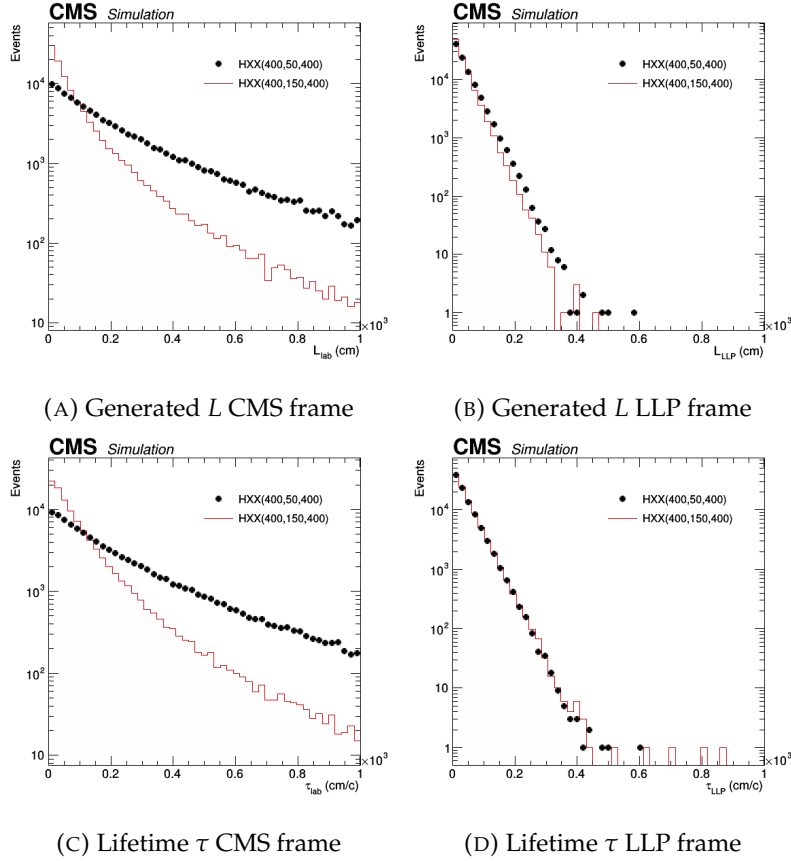 CMS Simulation
Events
HXX(400,50,400)
HXX(400,150,400)
10⁴
10³
10²
10
0 0.2 0.4 0.6 0.8 1
×10³
L_lab (cm)
(A) Generated L CMS frame
CMS Simulation
Events
HXX(400,50,400)
HXX(400,150,400)
10⁴
10³
10²
10
1
0 0.2 0.4 0.6 0.8 1
×10³
L_LLP (cm)
(B) Generated L LLP frame
CMS Simulation
Events
HXX(400,50,400)
HXX(400,150,400)
10⁴
10³
10²
10
0 0.2 0.4 0.6 0.8 1
×10³
τ_lab (cm/c)
(C) Lifetime τ CMS frame
CMS Simulation
Events
HXX(400,50,400)
HXX(400,150,400)
10⁴
10³
10²
10
1
0 0.2 0.4 0.6 0.8 1
×10³
τ_LLP (cm/c)
(D) Lifetime τ LLP frame